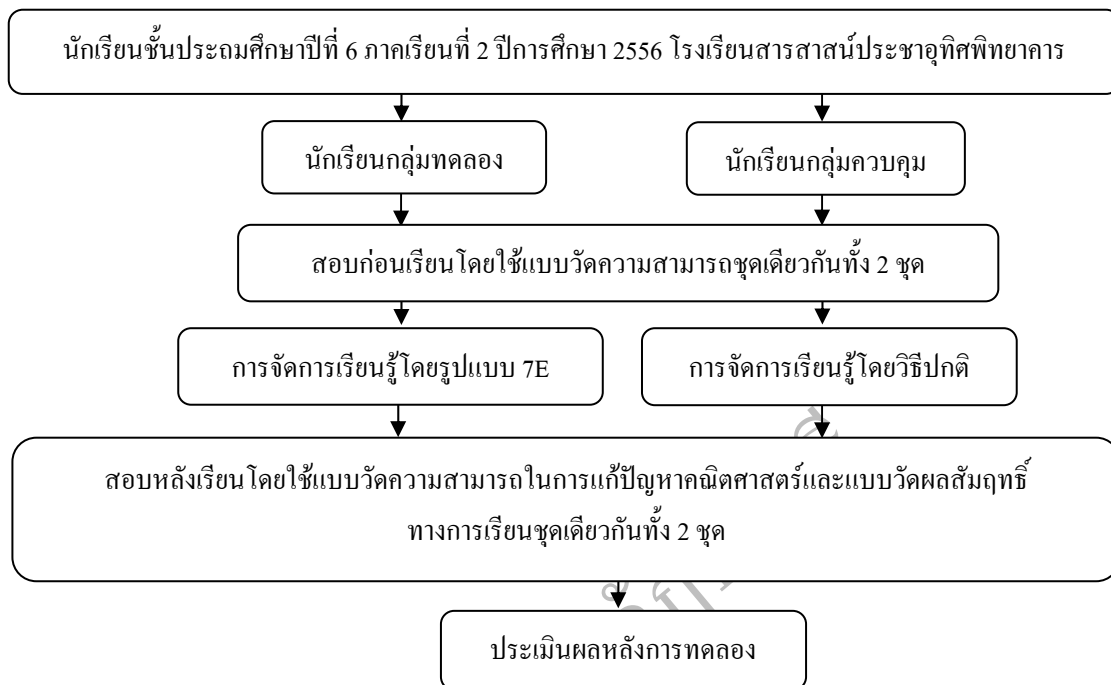 นักเรียนชั้นประถมศึกษาปีที่ 6 ภาคเรียนที่ 2 ปีการศึกษา 2556 โรงเรียนสารสาสน์ประชาอุทิศพิทยาคาร
นักเรียนกลุ่มทดลอง
นักเรียนกลุ่มควบคุม
สอบก่อนเรียนโดยใช้แบบวัดความสามารถชุดเดียวกันทั้ง 2 ชุด
การจัดการเรียนรู้โดยรูปแบบ 7E
การจัดการเรียนรู้โดยวิธีปกติ
สอบหลังเรียนโดยใช้แบบวัดความสามารถในการแก้ปัญหาคณิตศาสตร์และแบบวัดผลสัมฤทธิ์
ทางการเรียนชุดเดียวกันทั้ง 2 ชุด
ประเมินผลหลังการทดลอง